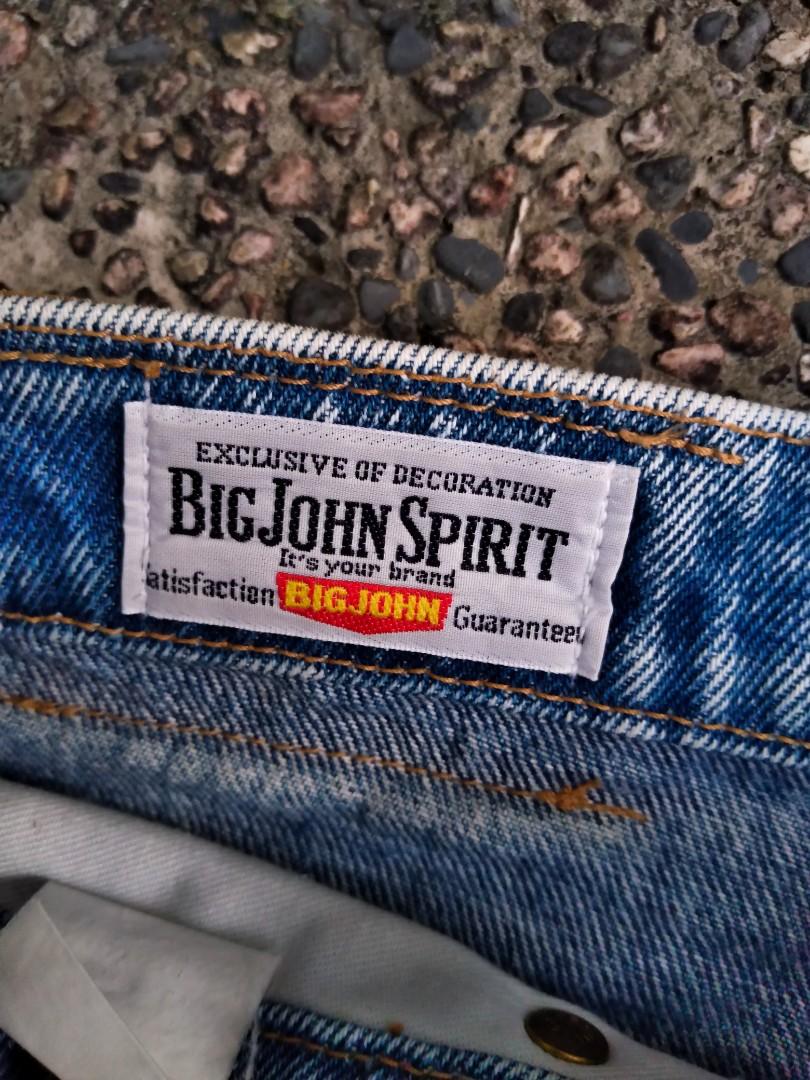 EXCLUSIVE OF DECORATION
BIG JOHN SPIRIT
It's your brand
atisfaction BIG JOHN Guarantee